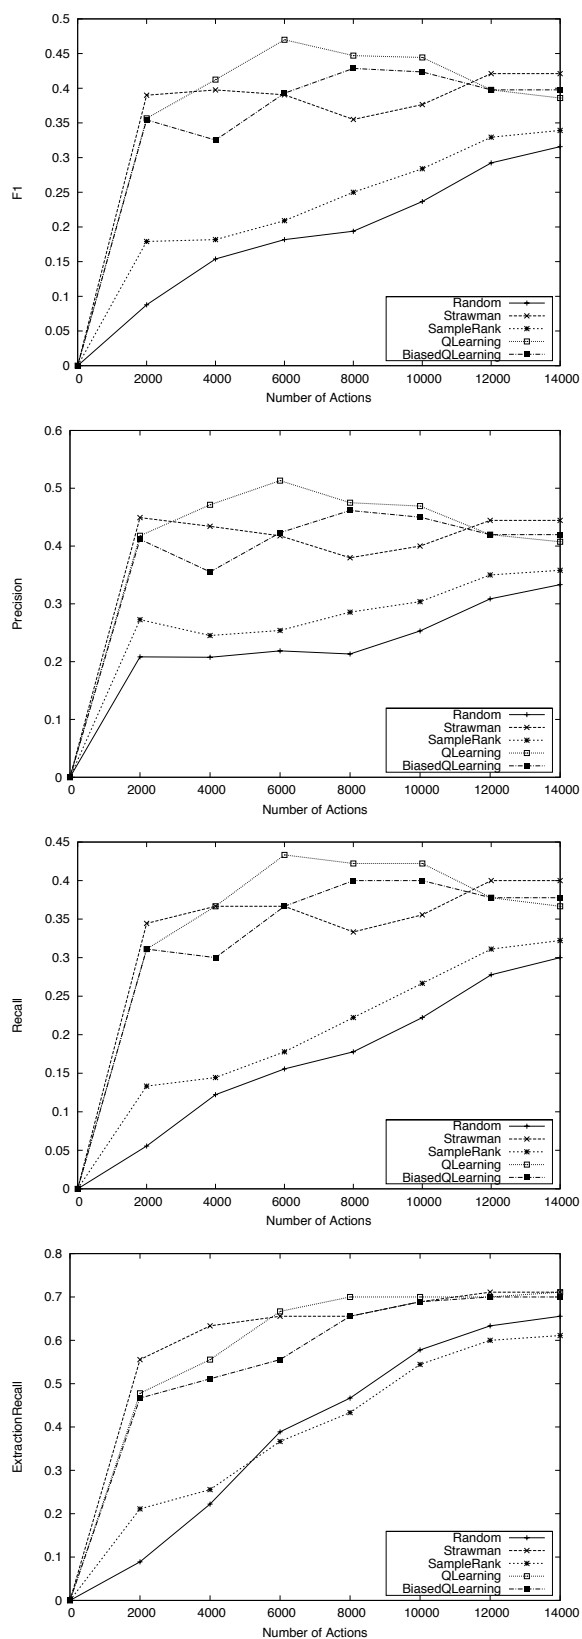 0.5
0.45
0.4
0.35
0.3
0.25
0.2
0.15
0.1
0.05
0
F1
Random
Strawman
SampleRank
QLearning
BiasedQLearning
0 2000 4000 6000 8000 10000 12000 14000
Number of Actions
0.6
0.5
0.4
0.3
0.2
0.1
0
Precision
Random
Strawman
SampleRank
QLearning
BiasedQLearning
0 2000 4000 6000 8000 10000 12000 14000
Number of Actions
0.45
0.4
0.35
0.3
0.25
0.2
0.15
0.1
0.05
0
Recall
Random
Strawman
SampleRank
QLearning
BiasedQLearning
0 2000 4000 6000 8000 10000 12000 14000
Number of Actions
0.8
0.7
0.6
0.5
0.4
0.3
0.2
0.1
0
ExtractionRecall
Random
Strawman
SampleRank
QLearning
BiasedQLearning
0 2000 4000 6000 8000 10000 12000 14000
Number of Actions